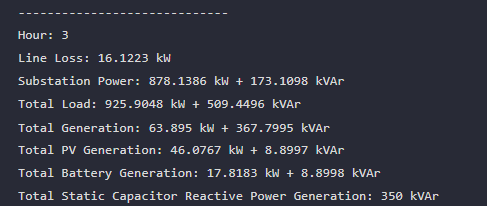 ------------------------------
Hour: 3
Line Loss: 16.1223 kW
Substation Power: 878.1386 kW + 173.1098 kVAr
Total Load: 925.9048 kW + 509.4496 kVAr
Total Generation: 63.895 kW + 367.7995 kVAr
Total PV Generation: 46.0767 kW + 8.8997 kVAr
Total Battery Generation: 17.8183 kW + 8.8998 kVAr
Total Static Capacitor Reactive Power Generation: 350 kVAr